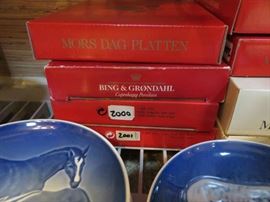 MORS DAG PLATTEN
BING & GRØNDAHL
Copenhagen Porcelain
2000
2001